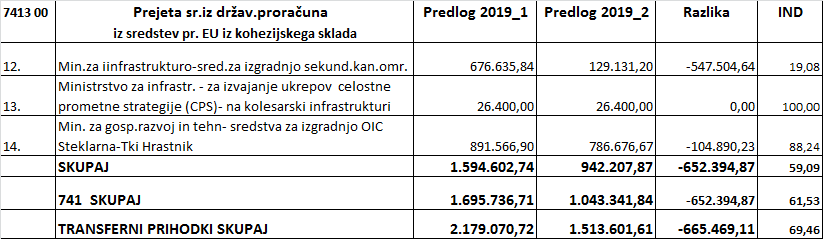 7413 00 Prejeta sr.iz držav.proračuna Predlog 2019_1 Predlog 2019_2 Razlika IND
iz sredstev pr. EU iz kohezijskega sklada
12. Min.za iinfrastrukturo-sred.za izgradnjo sekund.kan.omr. 676.635,84 129.131,20 -547.504,64 19,08
Ministrstvo za infrastr. - za izvajanje ukrepov celostne
13. prometne strategije (CPS)- na kolesarski infrastrukturi 26.400,00 26.400,00 0,00 100,00
Min. za gosp.razvoj in tehn- sredstva za izgradnjo OIC
14. Steklarna-Tki Hrastnik 891.566,90 786.676,67 -104.890,23 88,24
SKUPAJ 1.594.602,74 942.207,87 -652.394,87 59,09
741 SKUPAJ 1.695.736,71 1.043.341,84 -652.394,87 61,53
TRANSFERNI PRIHODKI SKUPAJ 2.179.070,72 1.513.601,61 -665.469,11 69,46